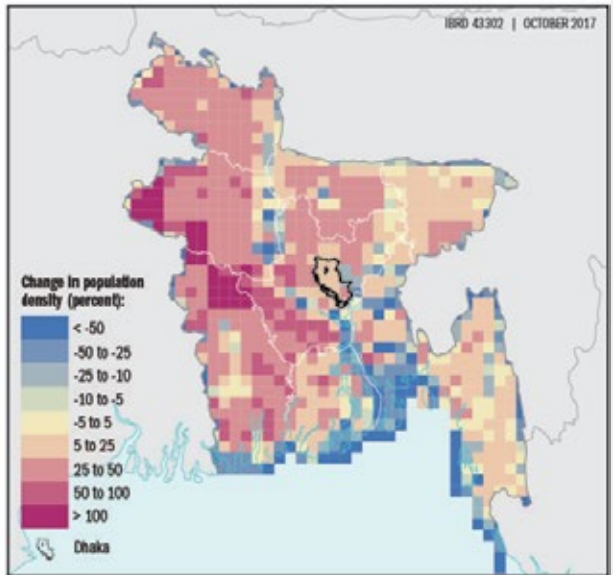 IBRD 43302 | OCTOBER 2017
Change in population
density (percent):
< -50
-50 to -25
-25 to -10
-10 to -5
-5 to 5
5 to 25
25 to 50
50 to 100
> 100
Dhaka